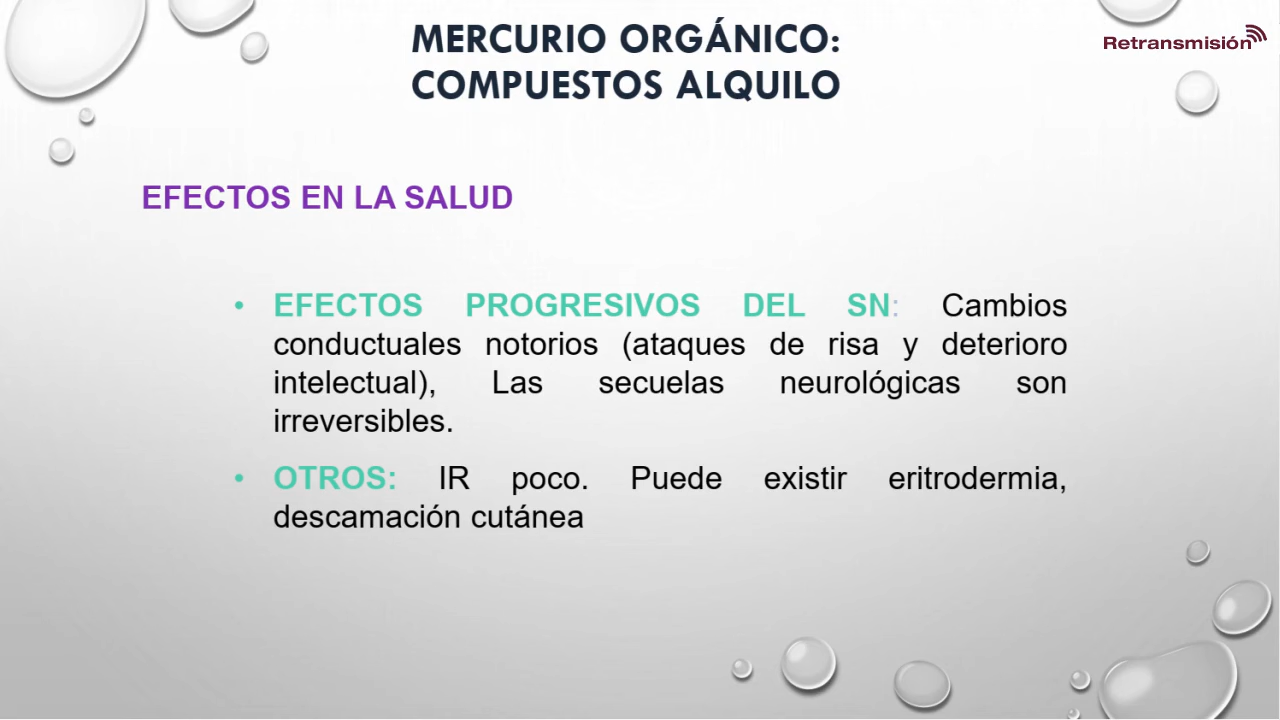 MERCURIO ORGÁNICO:
COMPUESTOS ALQUILO
Retransmisión
EFECTOS EN LA SALUD
• EFECTOS PROGRESIVOS DEL SN: Cambios
conductuales notorios (ataques de risa y deterioro
intelectual), Las secuelas neurológicas son
irreversibles.
• OTROS: IR poco. Puede existir eritrodermia,
descamación cutánea